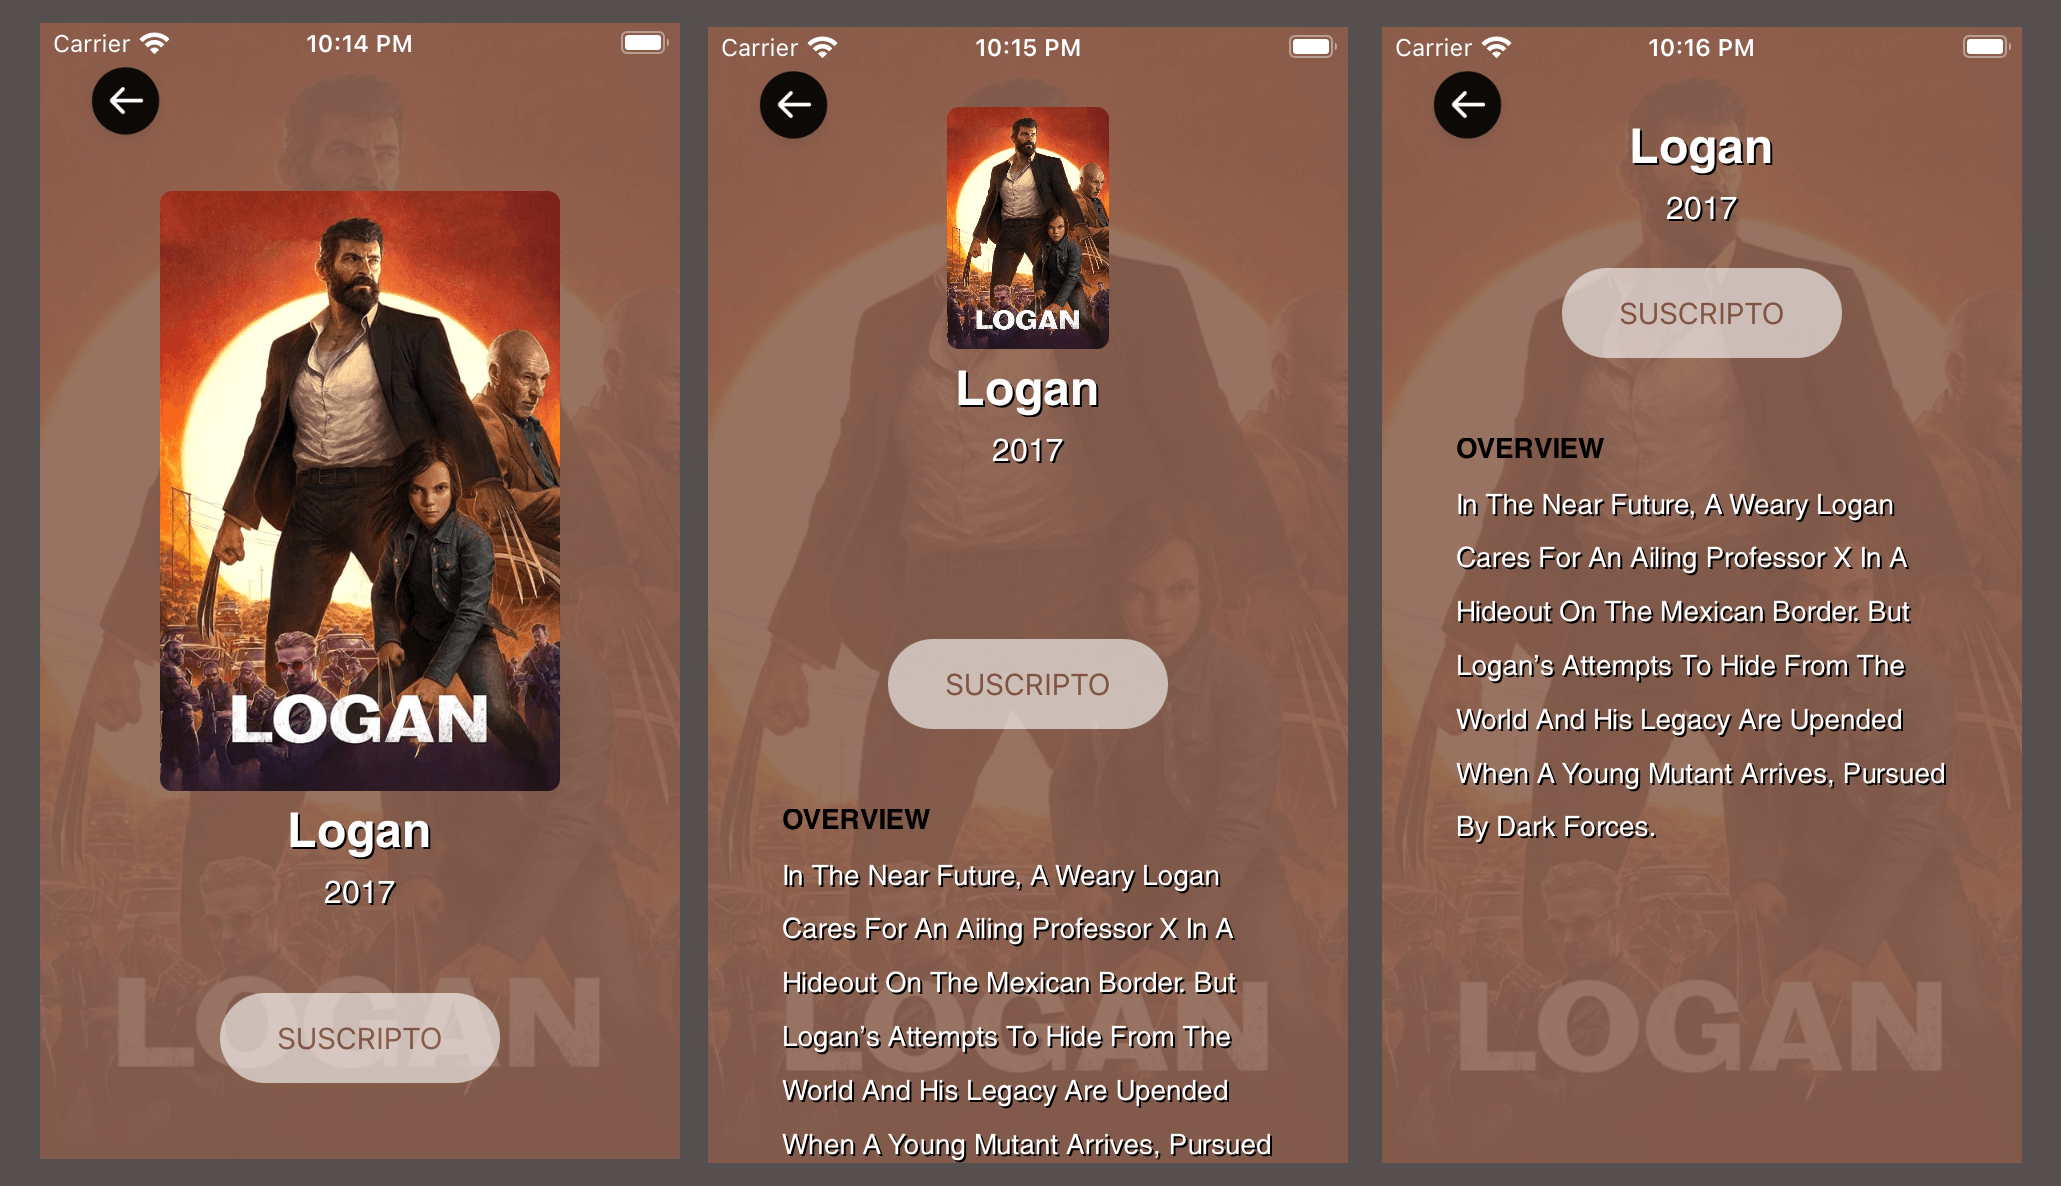 Carrier 10:14 PM
LOGAN
Logan
2017
LOGAN
SUSCRIPTO
Carrier 10:15 PM
LOGAN
Logan
2017
SUSCRIPTO
OVERVIEW
In The Near Future, A Weary Logan
Cares For An Ailing Professor X In A
Hideout On The Mexican Border. But
Logan’s Attempts To Hide From The
World And His Legacy Are Upended
When A Young Mutant Arrives, Pursued
LOGAN
Carrier 10:16 PM
Logan
2017
SUSCRIPTO
OVERVIEW
In The Near Future, A Weary Logan
Cares For An Ailing Professor X In A
Hideout On The Mexican Border. But
Logan’s Attempts To Hide From The
World And His Legacy Are Upended
When A Young Mutant Arrives, Pursued
By Dark Forces.
LOGAN